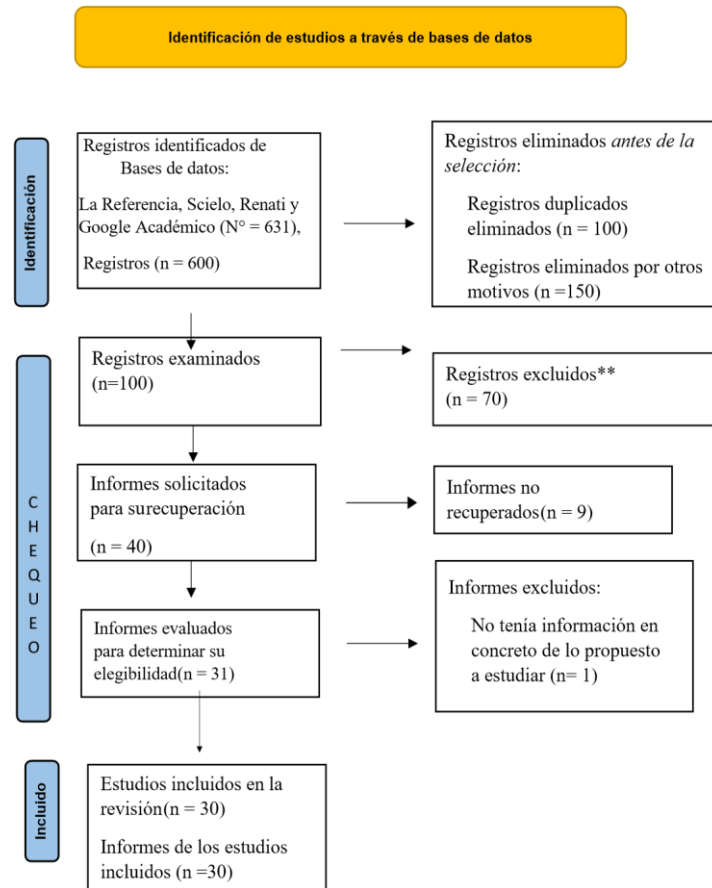 Identificación de estudios a través de bases de datos
Identificación
Registros identificados de
Bases de datos:
La Referencia, Scielo, Renati y
Google Académico (N° = 631),
Registros (n = 600)
Registros eliminados antes de la
selección:
Registros duplicados
eliminados (n = 100)
Registros eliminados por otros
motivos (n =150)
CHEQUEO
Registros examinados
(n=100)
Registros excluidos**
(n = 70)
Informes solicitados
para surecuperación
(n = 40)
Informes no
recuperados(n = 9)
Informes evaluados
para determinar su
elegibilidad(n = 31)
Informes excluidos:
No tenía información en
concreto de lo propuesto
a estudiar (n= 1)
Incluido
Estudios incluidos en la
revisión(n = 30)
Informes de los estudios
incluidos (n =30)